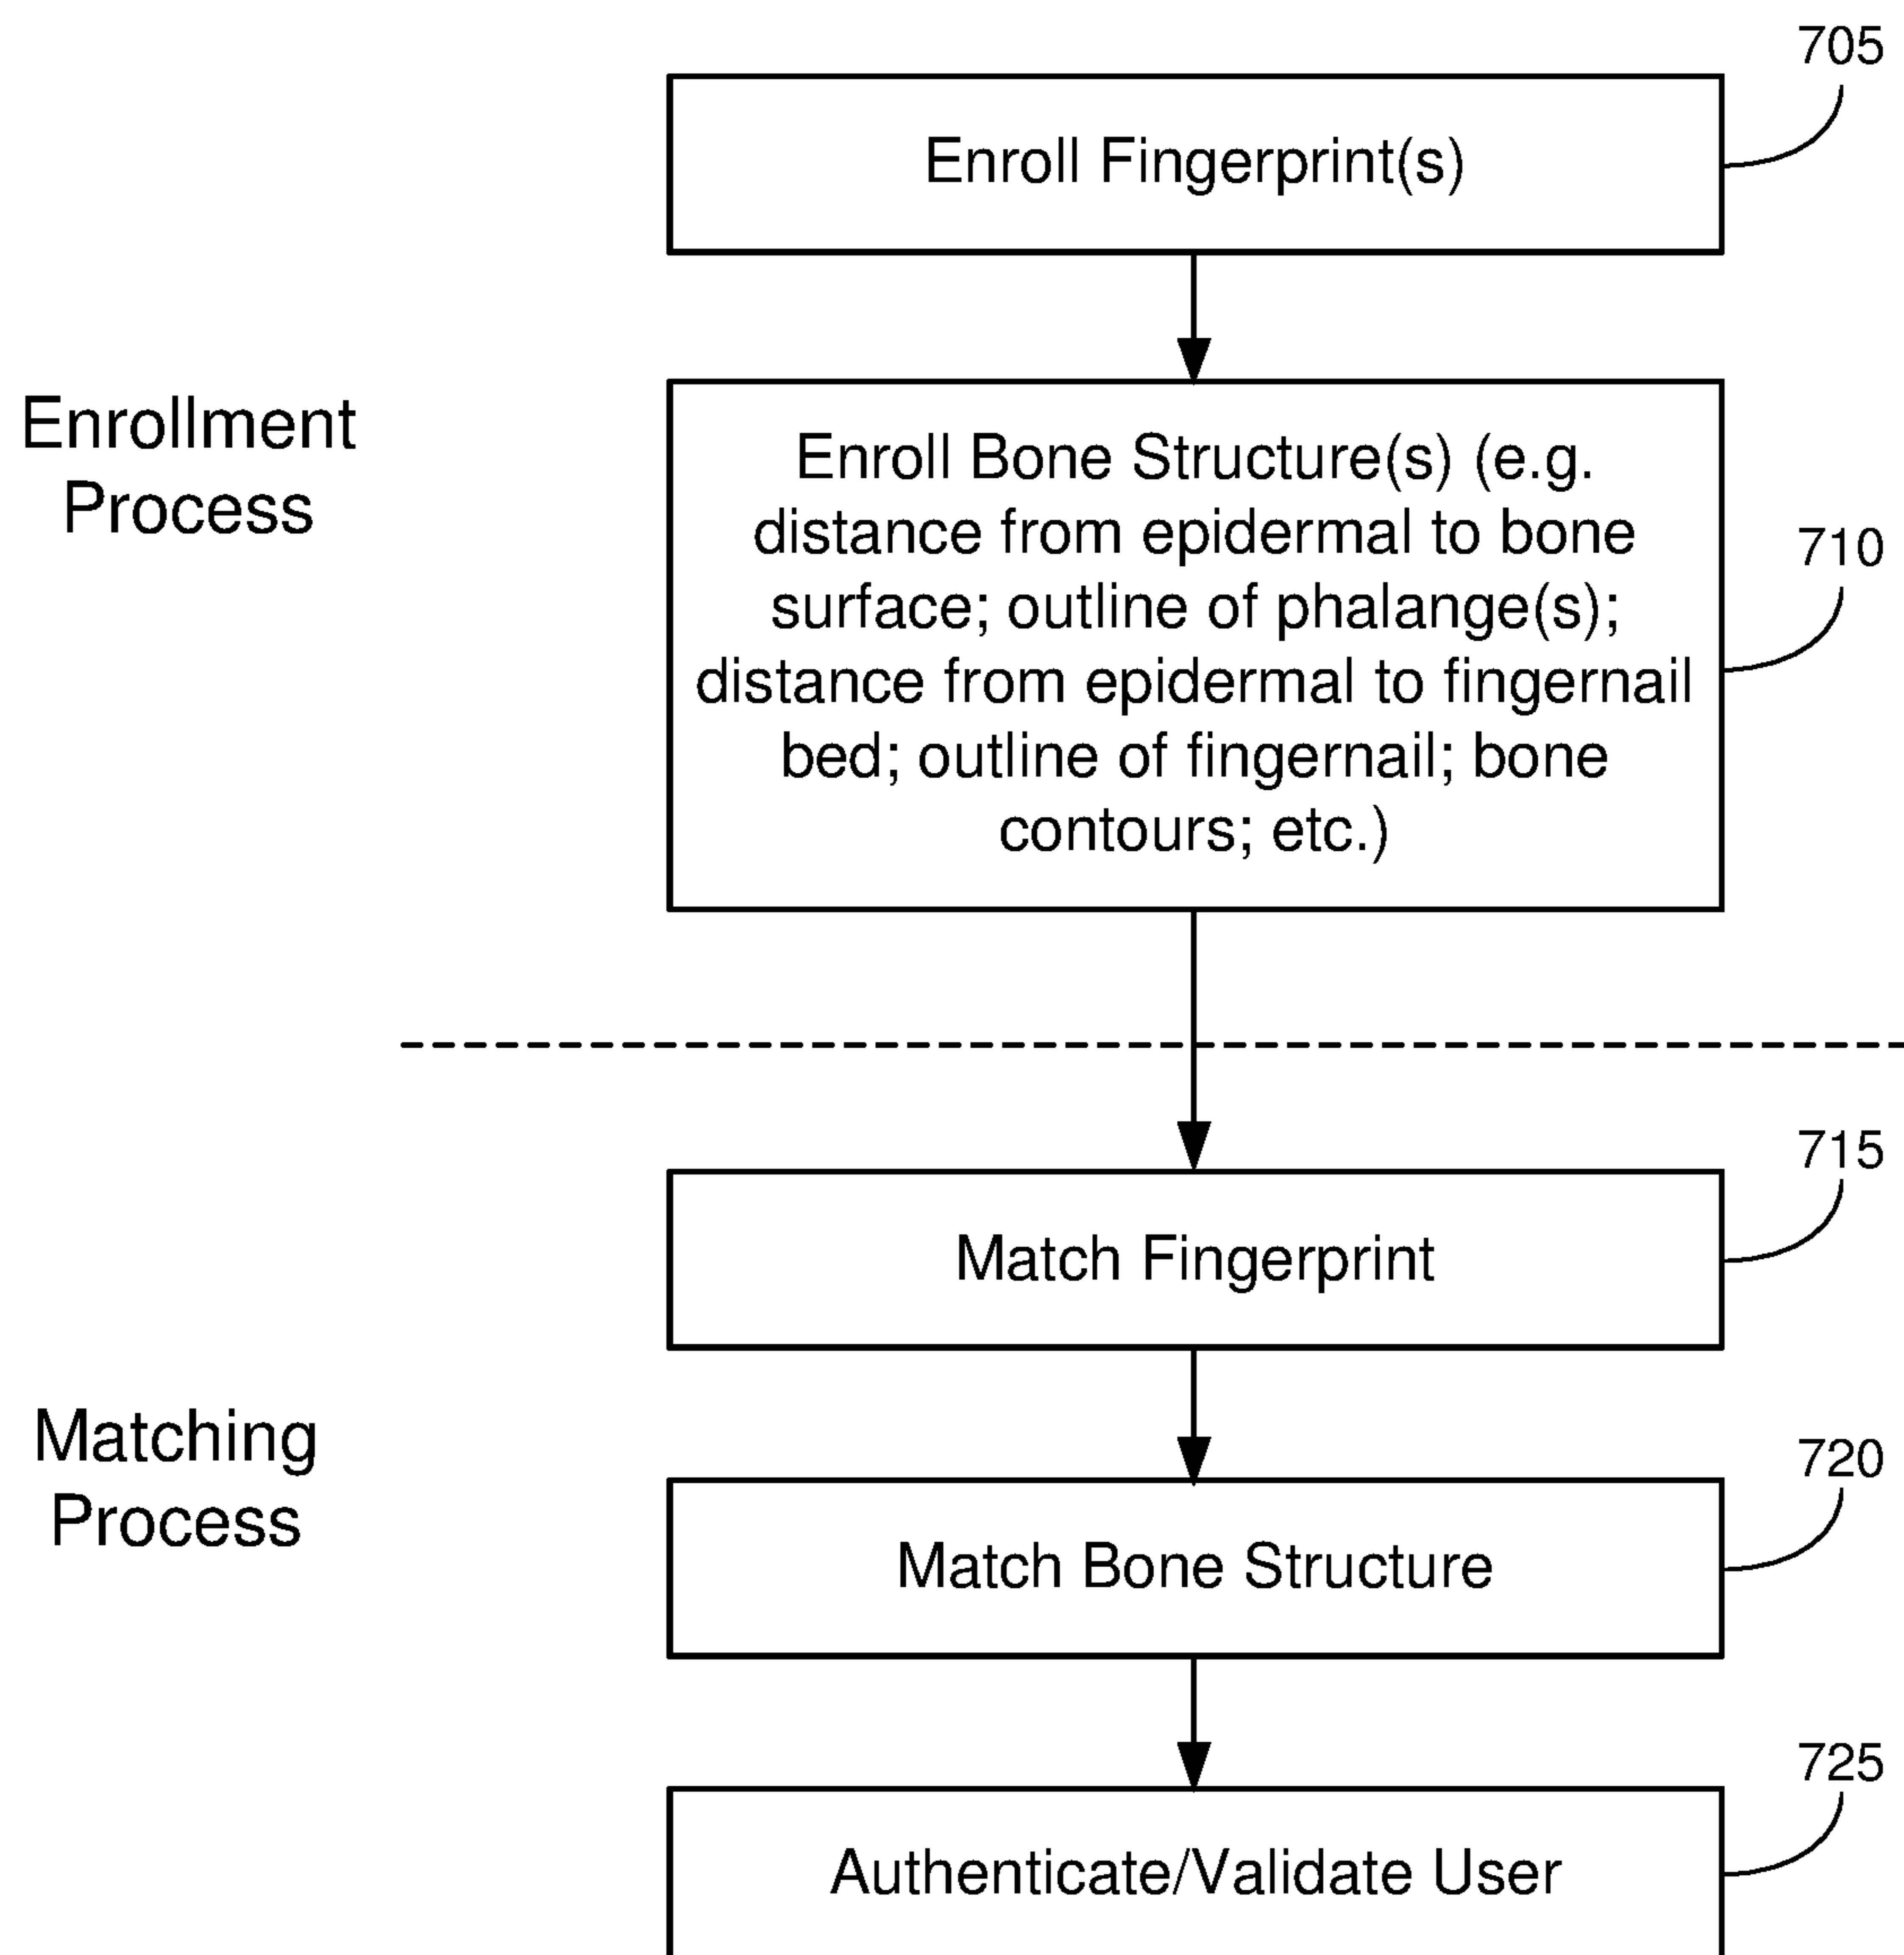 705
Enroll Fingerprint(s)
Enrollment
Process
Enroll Bone Structure(s) (e.g.
distance from epidermal to bone
surface; outline of phalange(s);
distance from epidermal to fingernail
bed; outline of fingernail; bone
contours; etc.)
710
715
Match Fingerprint
Matching
Process
720
Match Bone Structure
725
Authenticate/Validate User